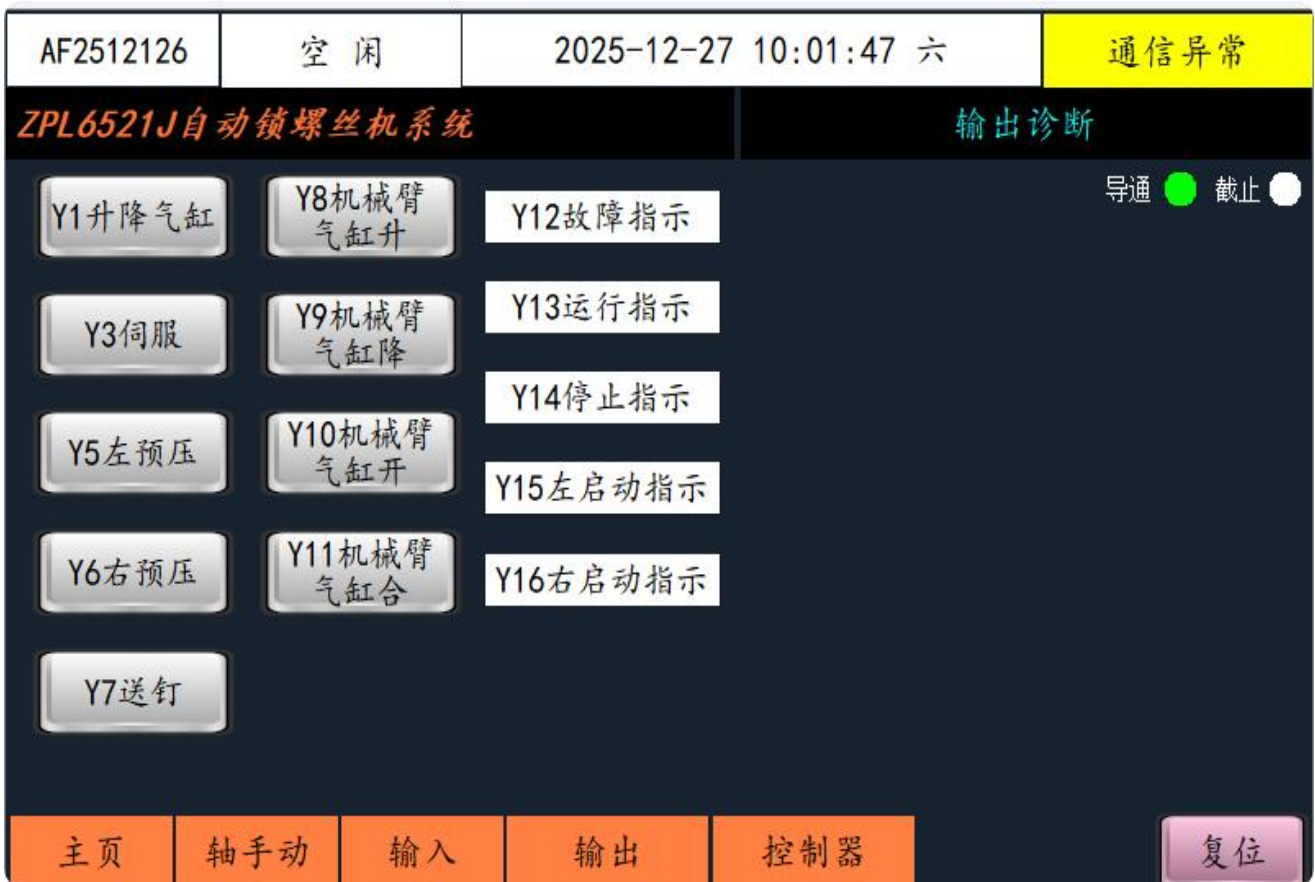 AF2512126
空 闲
2025-12-27 10:01:47 六
通信异常
ZPL6521J自动锁螺丝机系统
输出诊断
导通
截止
Y1升降气缸
Y8机械臂
气缸升
Y12故障指示
Y3伺服
Y9机械臂
气缸降
Y13运行指示
Y14停止指示
Y5左预压
Y10机械臂
气缸开
Y15左启动指示
Y6右预压
Y11机械臂
气缸合
Y16右启动指示
Y7送钉
主页
轴手动
输入
输出
控制器
复位